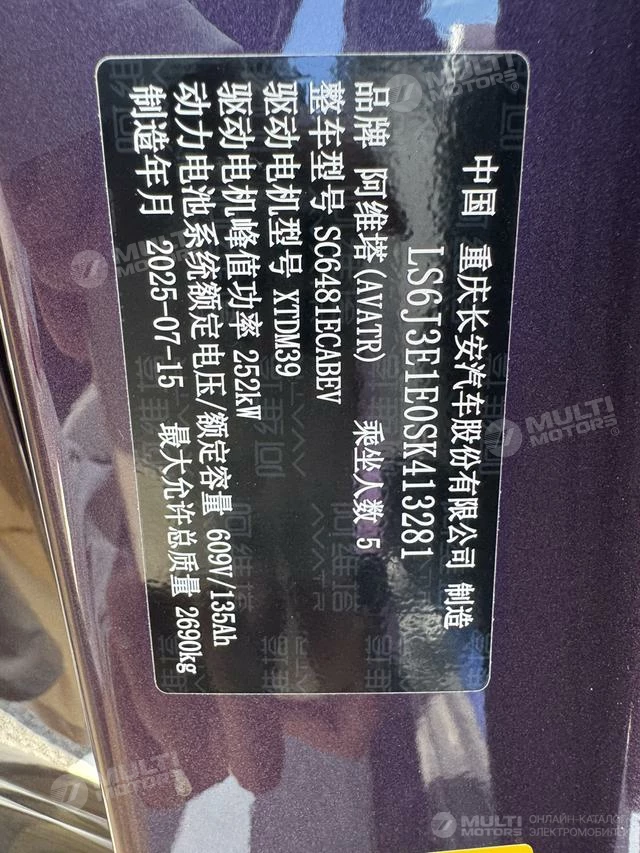 中国 重庆长安汽车股份有限公司 制造
LS6J3E1E0SK413281
品牌 阿维塔(AVATR) 乘坐人数 5
整车型号 SC6481ECABEV
驱动电机型号 XTDM39
驱动电机峰值功率 252kW
动力电池系统额定电压/额定容量 609V/135Ah
制造年月 2025-07-15 最大允许总质量 2690kg
MULTI MOTORS
MULTI MOTORS
MULTI MOTORS
MULTI MOTORS
MULTI MOTORS ОНЛАЙН-КАТАЛОГ ЭЛЕКТРОМОБИЛЕЙ